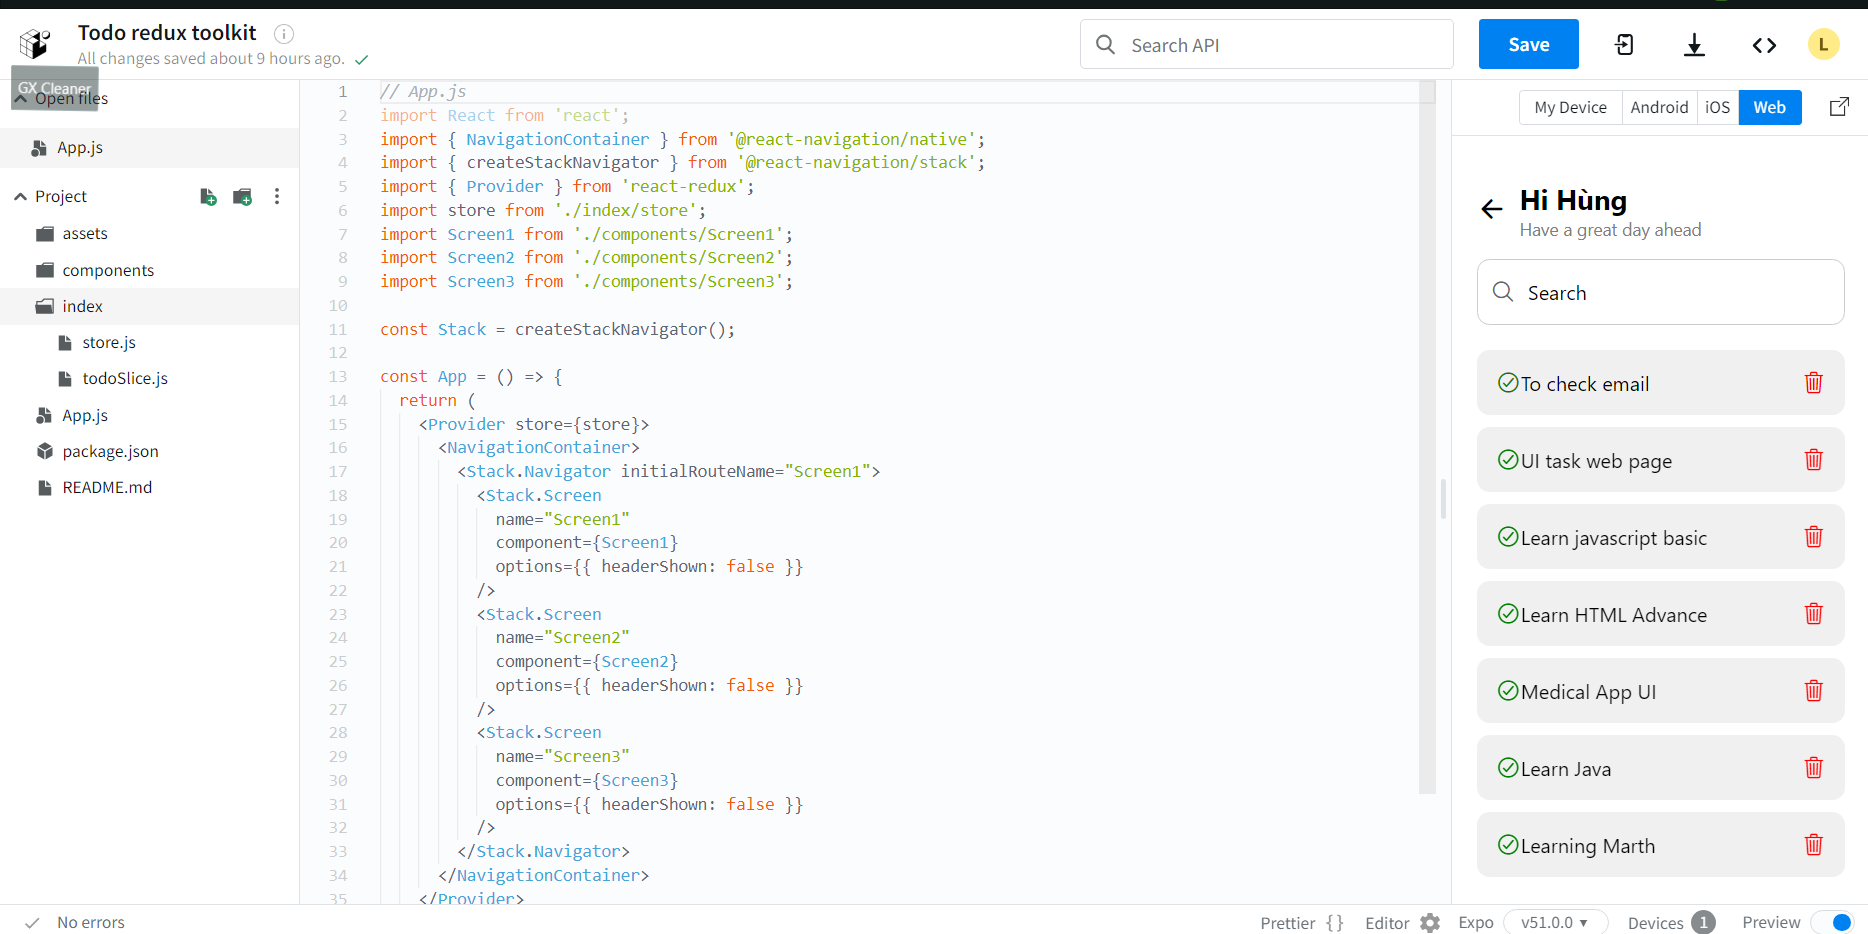 Todo redux toolkit
All changes saved about 9 hours ago.
Search API
Save
L
GX Cleaner
Open files
App.js
Project
assets
components
index
store.js
todoSlice.js
App.js
package.json
README.md
1 // App.js
2 import React from 'react';
3 import { NavigationContainer } from '@react-navigation/native';
4 import { createStackNavigator } from '@react-navigation/stack';
5 import { Provider } from 'react-redux';
6 import store from './index/store';
7 import Screen1 from './components/Screen1';
8 import Screen2 from './components/Screen2';
9 import Screen3 from './components/Screen3';
10
11 const Stack = createStackNavigator();
12
13 const App = () => {
14 return (
15 <Provider store={store}>
16 <NavigationContainer>
17 <Stack.Navigator initialRouteName="Screen1">
18 <Stack.Screen
19 name="Screen1"
20 component={Screen1}
21 options={{ headerShown: false }}
22 />
23 <Stack.Screen
24 name="Screen2"
25 component={Screen2}
26 options={{ headerShown: false }}
27 />
28 <Stack.Screen
29 name="Screen3"
30 component={Screen3}
31 options={{ headerShown: false }}
32 />
33 </Stack.Navigator>
34 </NavigationContainer>
35 </Provider>
My Device Android iOS Web
Hi Hùng
Have a great day ahead
Search
To check email
UI task web page
Learn javascript basic
Learn HTML Advance
Medical App UI
Learn Java
Learning Marth
No errors
Prettier {} Editor Expo v51.0.0 Devices 1 Preview